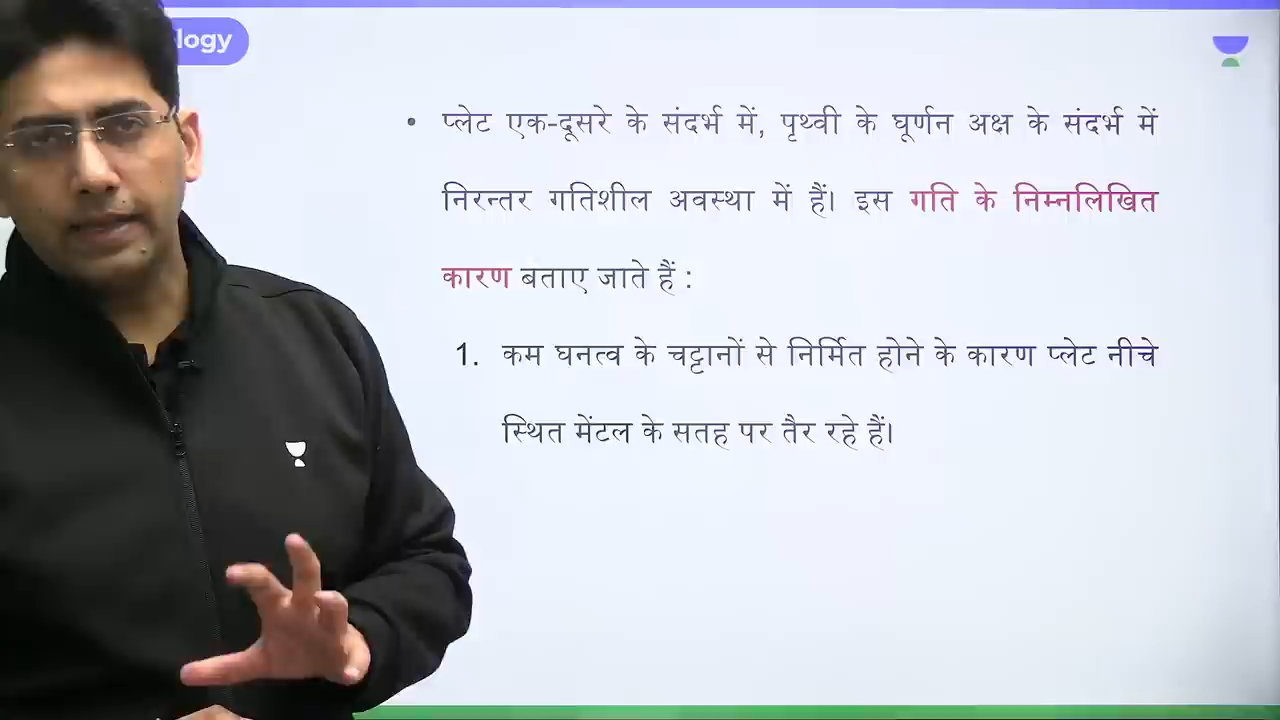 logy
प्लेट एक-दूसरे के संदर्भ में, पृथ्वी के घूर्णन अक्ष के संदर्भ में
निरन्तर गतिशील अवस्था में हैं। इस गति के निम्नलिखित
कारण बताए जाते हैं :
1. कम घनत्व के चट्टानों से निर्मित होने के कारण प्लेट नीचे
स्थित मेंटल के सतह पर तैर रहे हैं।